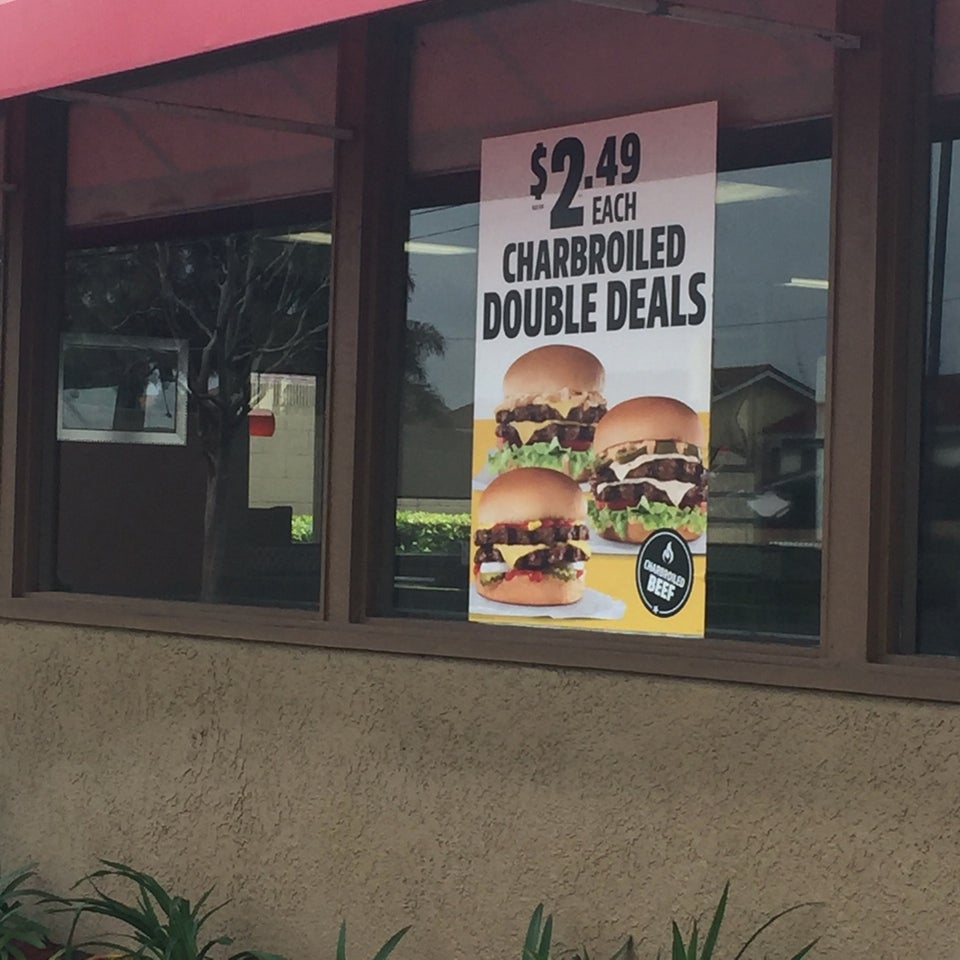 $2.49
EACH
CHARBROILED
DOUBLE DEALS
CHARBROILED
BEEF